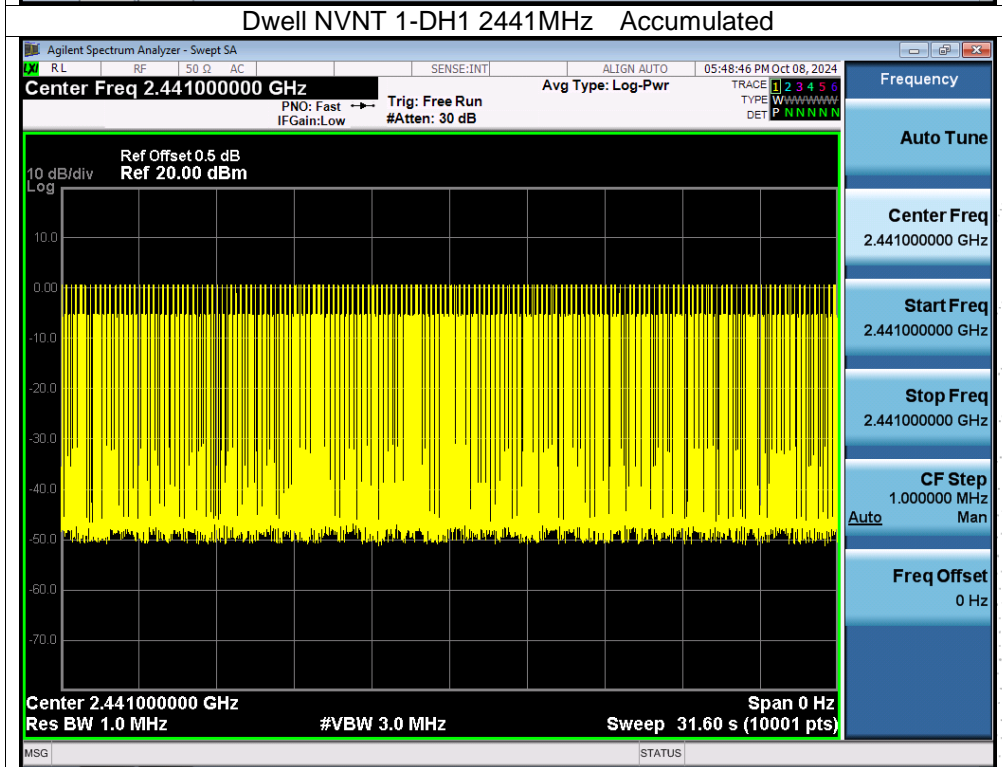 Dwell NVNT 1-DH1 2441MHz Accumulated
Agilent Spectrum Analyzer - Swept SA
LXI RL RF 50 Ω AC SENSE:INT ALIGN AUTO 05:48:46 PM Oct 08, 2024
Center Freq 2.441000000 GHz
PNO: Fast
IFGain:Low
Trig: Free Run
#Atten: 30 dB
Avg Type: Log-Pwr
TRACE 1 2 3 4 5 6
TYPE WWWWWWW
DET P N N N N N
Ref Offset 0.5 dB
10 dB/div Ref 20.00 dBm
Log
10.0
0.00
-10.0
-20.0
-30.0
-40.0
-50.0
-60.0
-70.0
Center 2.441000000 GHz Span 0 Hz
Res BW 1.0 MHz #VBW 3.0 MHz Sweep 31.60 s (10001 pts)
MSG STATUS
Frequency
Auto Tune
Center Freq
2.441000000 GHz
Start Freq
2.441000000 GHz
Stop Freq
2.441000000 GHz
CF Step
1.000000 MHz
Auto Man
Freq Offset
0 Hz